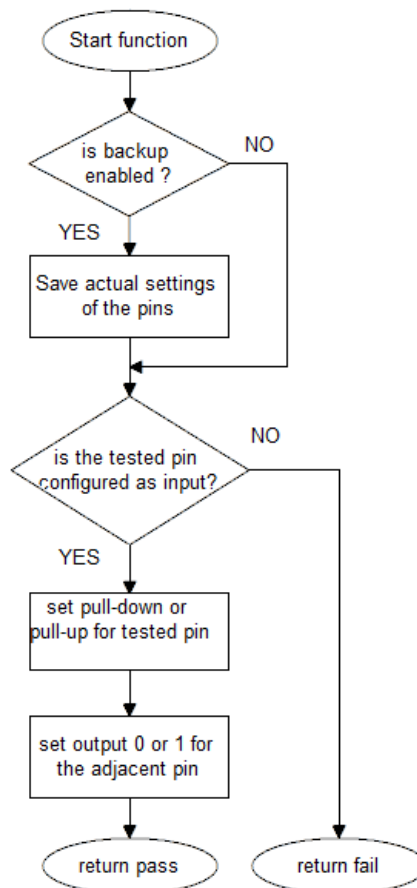 Start function
is backup
enabled ?
NO
YES
Save actual settings
of the pins
is the tested pin
configured as input?
NO
YES
set pull-down or
pull-up for tested pin
set output 0 or 1 for
the adjacent pin
return pass
return fail